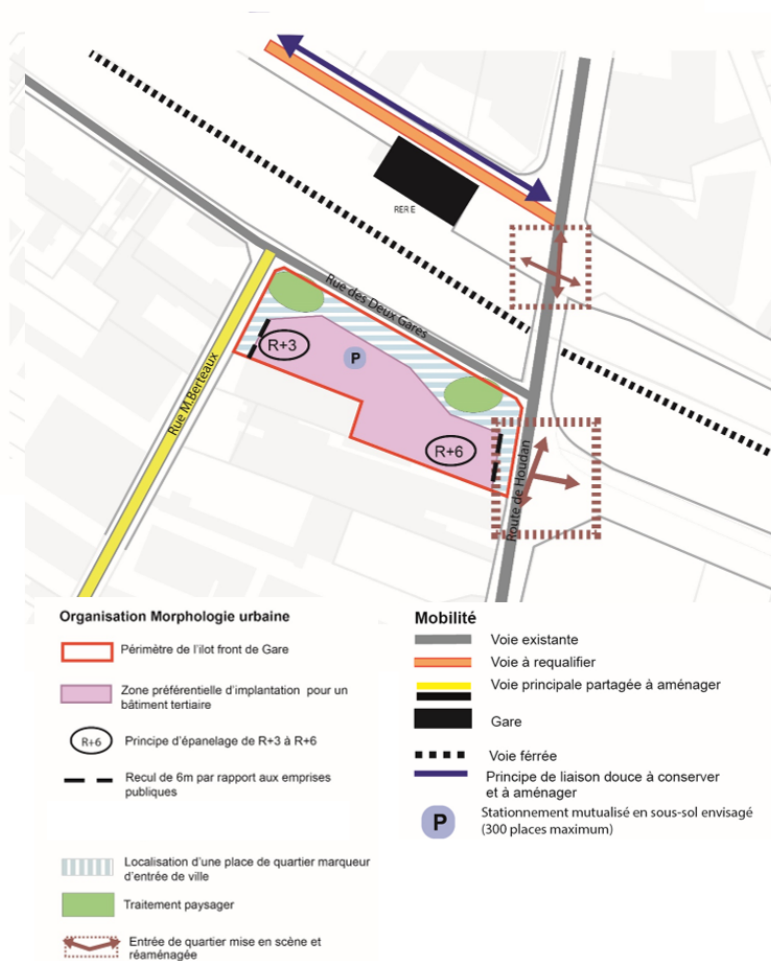 RER E
Rue des Deux Gares
R+3
P
Rue M.Berteaux
R+6
Route de Houdan
Organisation Morphologie urbaine
Périmètre de l'ilot front de Gare
Zone préférentielle d'implantation pour un
bâtiment tertiaire
R+6
Principe d'épanelage de R+3 à R+6
Recul de 6m par rapport aux emprises
publiques
Localisation d'une place de quartier marqueur
d'entrée de ville
Traitement paysager
Entrée de quartier mise en scène et
réaménagée
Mobilité
Voie existante
Voie à requalifier
Voie principale partagée à aménager
Gare
Voie férrée
Principe de liaison douce à conserver
et à aménager
P
Stationnement mutualisé en sous-sol envisagé
(300 places maximum)